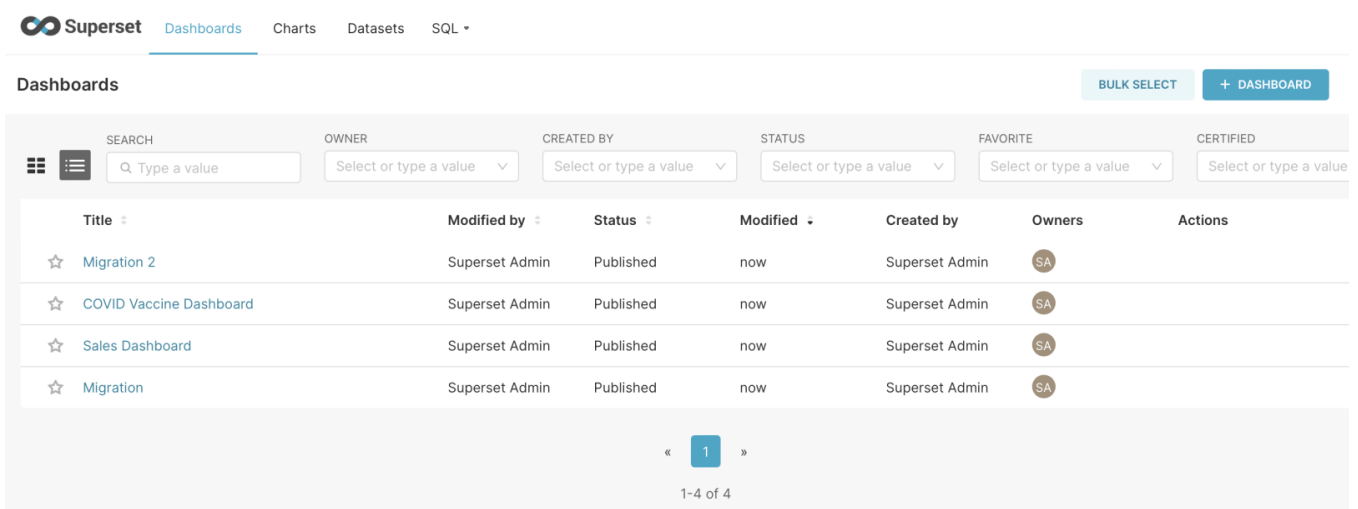 Superset Dashboards Charts Datasets SQL
Dashboards BULK SELECT + DASHBOARD
SEARCH OWNER CREATED BY STATUS FAVORITE CERTIFIED
Type a value Select or type a value Select or type a value Select or type a value Select or type a value Select or type a value
Title Modified by Status Modified Created by Owners Actions
Migration 2 Superset Admin Published now Superset Admin SA
COVID Vaccine Dashboard Superset Admin Published now Superset Admin SA
Sales Dashboard Superset Admin Published now Superset Admin SA
Migration Superset Admin Published now Superset Admin SA
« 1 »
1-4 of 4